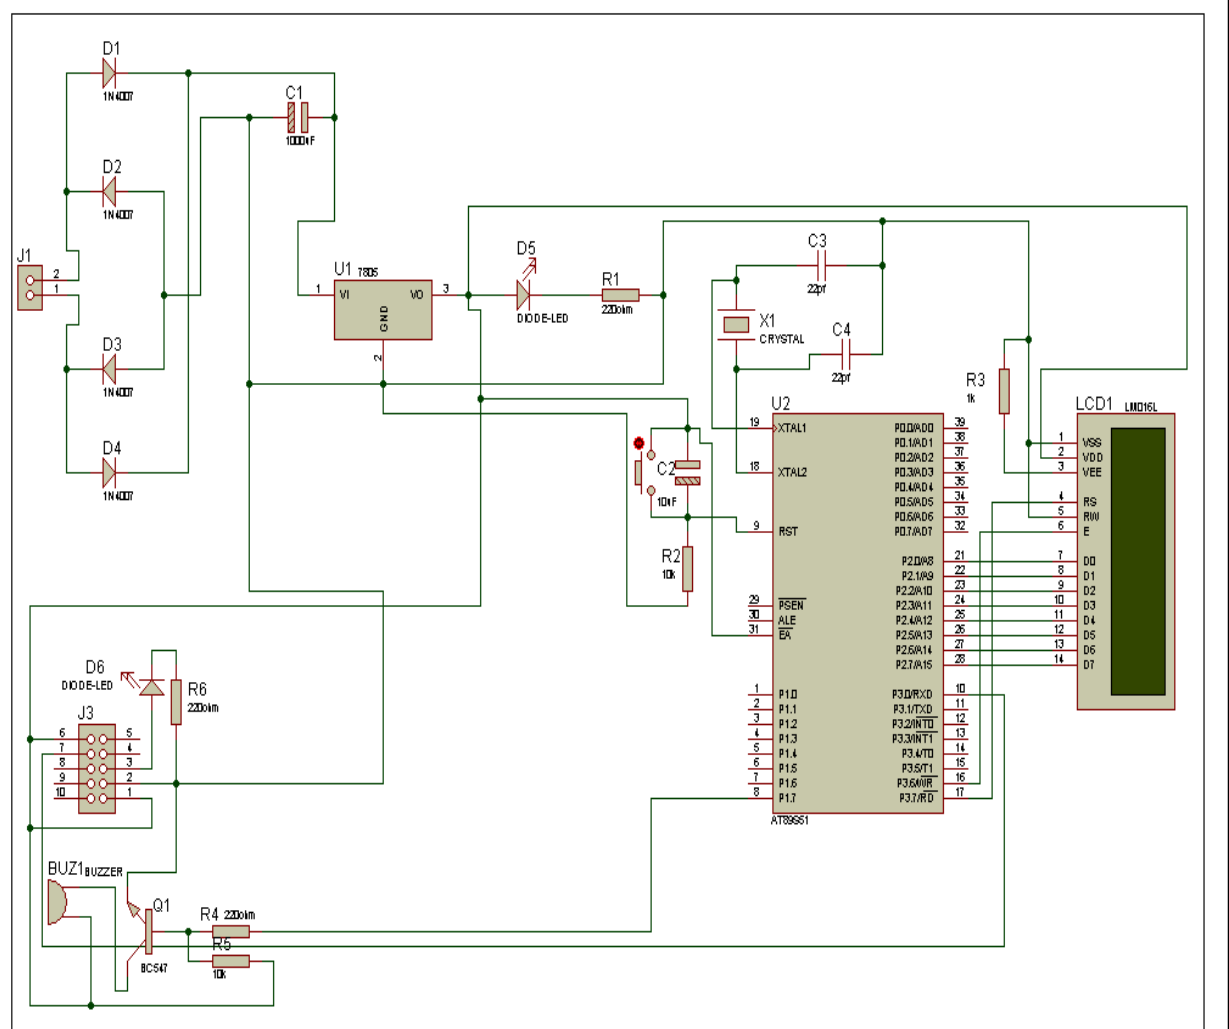 D1
1N4007
C1
1000uF
D2
1N4007
J1
2
1
D3
1N4007
D4
1N4007
U1 7805
1 VI VO 3
GND
2
D5
DIODE-LED
R1
220ohm
C3
22pf
X1
CRYSTAL
C4
22pf
R3
1k
C2
10uF
R2
10k
U2
19 XTAL1
18 XTAL2
9 RST
29 PSEN
30 ALE
31 EA
1 P1.0
2 P1.1
3 P1.2
4 P1.3
5 P1.4
6 P1.5
7 P1.6
8 P1.7
P0.0/AD0 39
P0.1/AD1 38
P0.2/AD2 37
P0.3/AD3 36
P0.4/AD4 35
P0.5/AD5 34
P0.6/AD6 33
P0.7/AD7 32
P2.0/A8 21
P2.1/A9 22
P2.2/A10 23
P2.3/A11 24
P2.4/A12 25
P2.5/A13 26
P2.6/A14 27
P2.7/A15 28
P3.0/RXD 10
P3.1/TXD 11
P3.2/INT0 12
P3.3/INT1 13
P3.4/T0 14
P3.5/T1 15
P3.6/WR 16
P3.7/RD 17
AT89S51
LCD1 LM016L
1 VSS
2 VDD
3 VEE
4 RS
5 RW
6 E
7 D0
8 D1
9 D2
10 D3
11 D4
12 D5
13 D6
14 D7
D6
DIODE-LED
R6
220ohm
J3
6 5
7 4
8 3
9 2
10 1
BUZ1 BUZZER
Q1
BC547
R4 220ohm
R5
10k